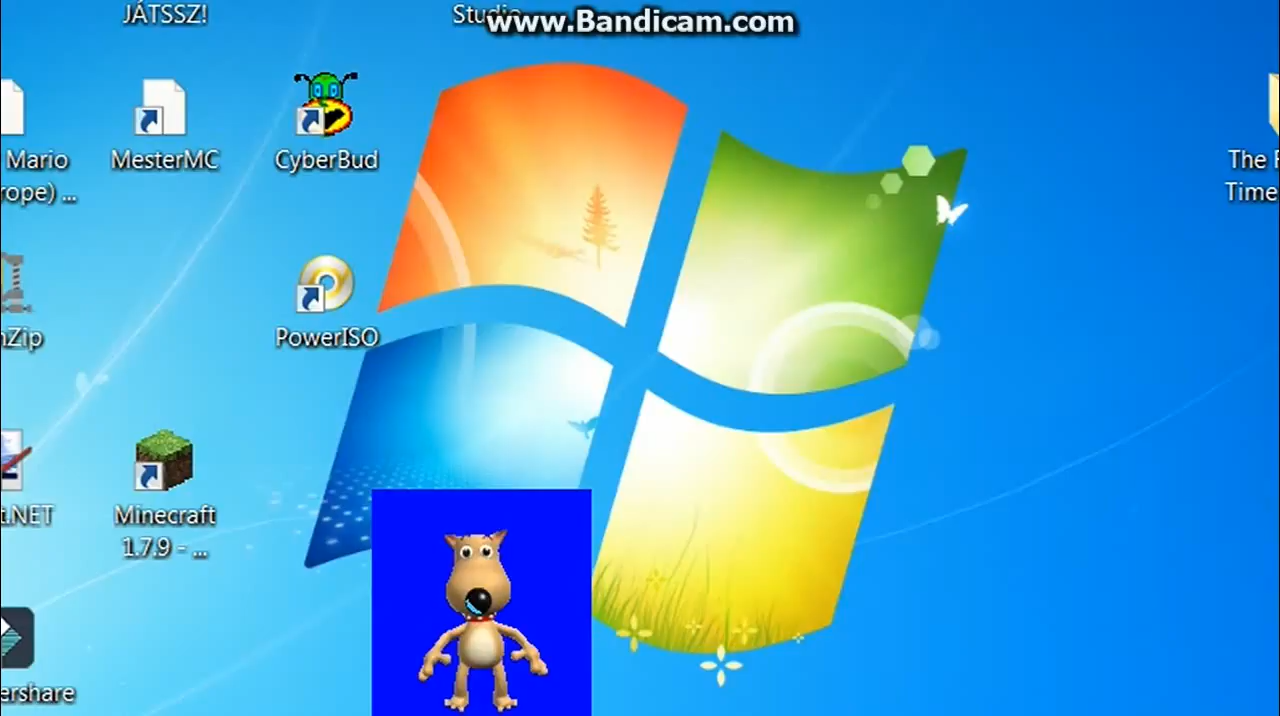 JÁTSSZ!
Studio
www.Bandicam.com
Mario
rope) ...
MesterMC
CyberBud
The F
Time
nZip
PowerISO
t.NET
Minecraft
1.7.9 - ...
ershare